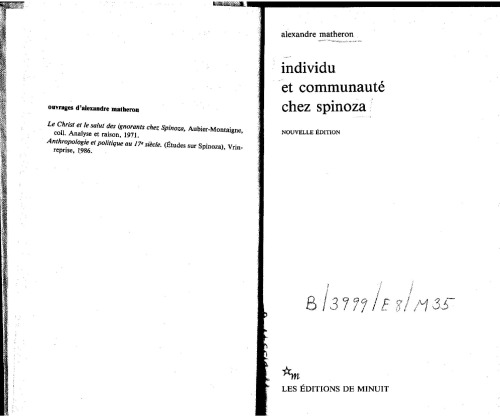 ouvrages d'alexandre matheron
Le Christ et le salut des ignorants chez Spinoza, Aubier-Montaigne,
coll. Analyse et raison, 1971.
Anthropologie et politique au 17e siècle. (Études sur Spinoza), Vrin-
reprise, 1986.
alexandre matheron
individu
et communauté
chez spinoza
NOUVELLE ÉDITION
B/3999/E8/M35
m
LES ÉDITIONS DE MINUIT